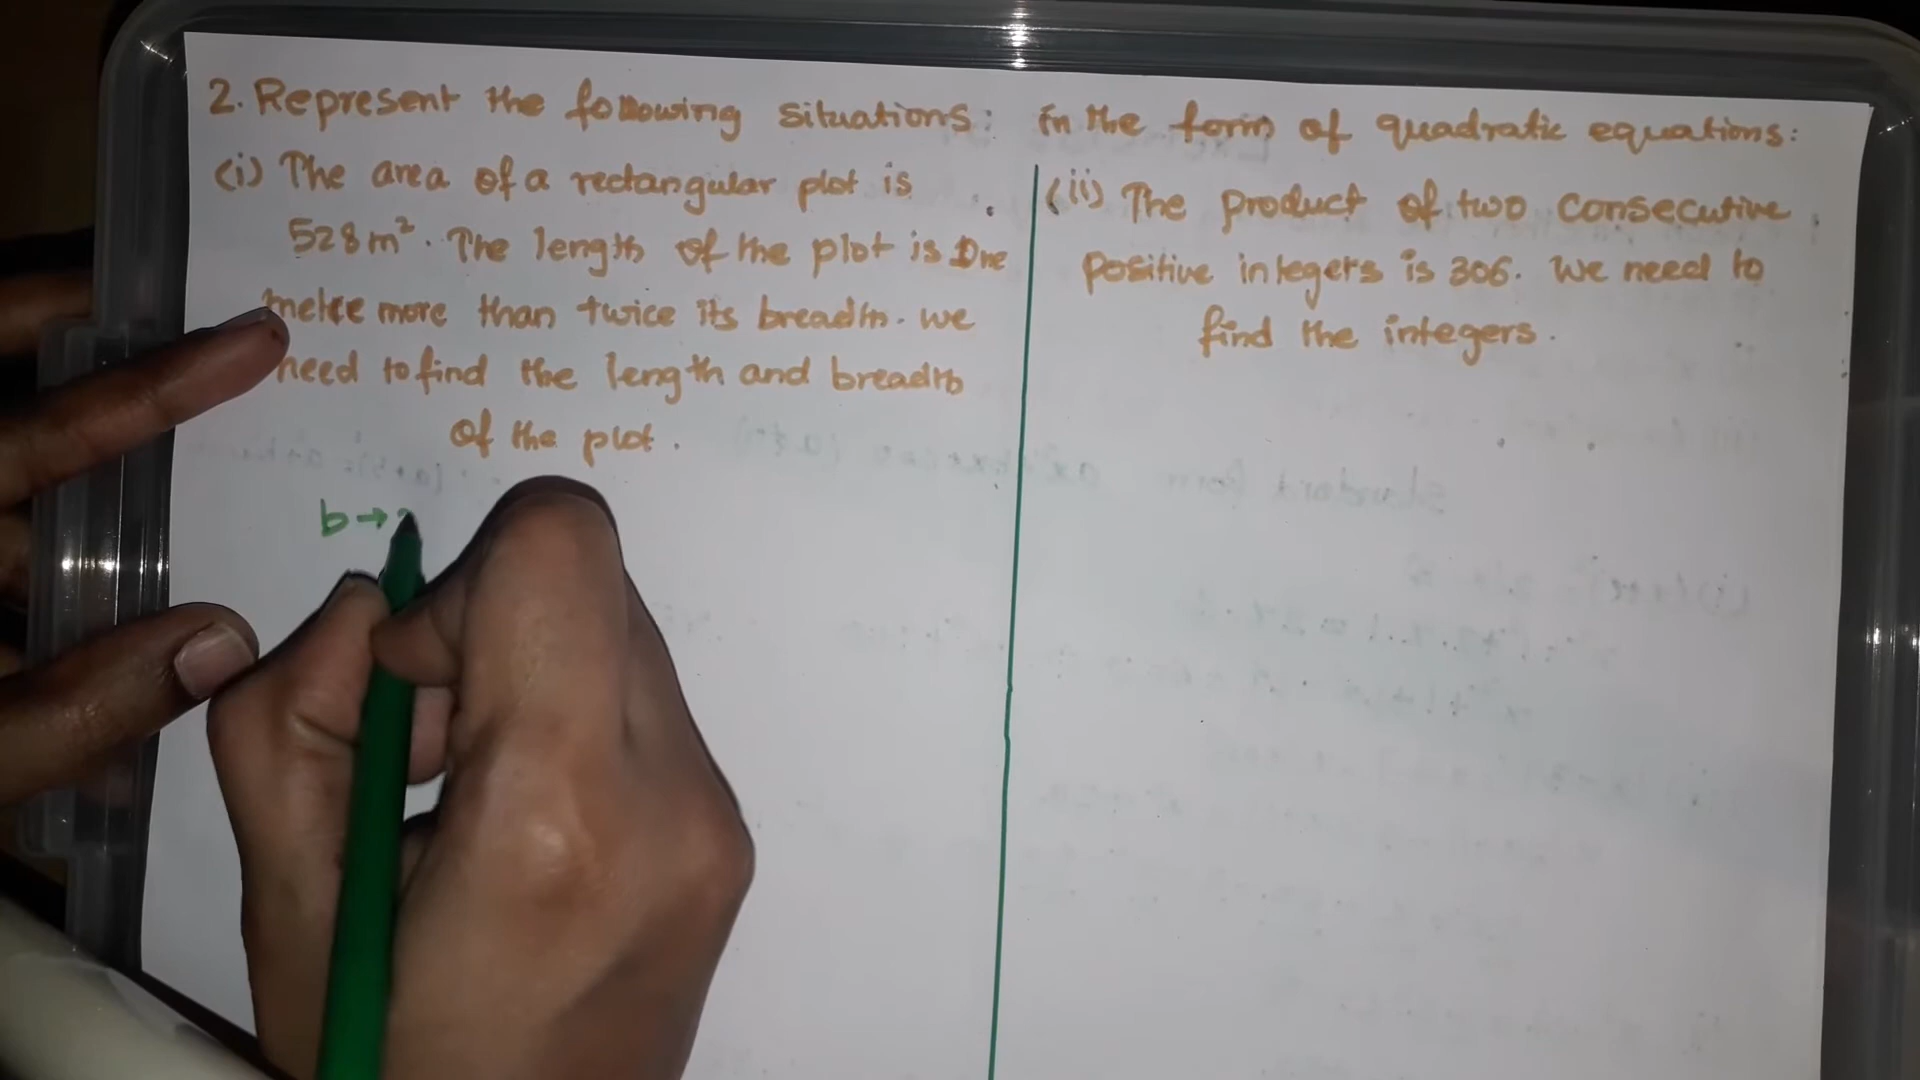 2. Represent the following situations: in the form of quadratic equations:
(i) The area of a rectangular plot is
528m². The length of the plot is One
metre more than twice its breadth. we
need to find the length and breadth
of the plot.
b→
(ii) The product of two consecutive
positive integers is 306. We need to
find the integers.